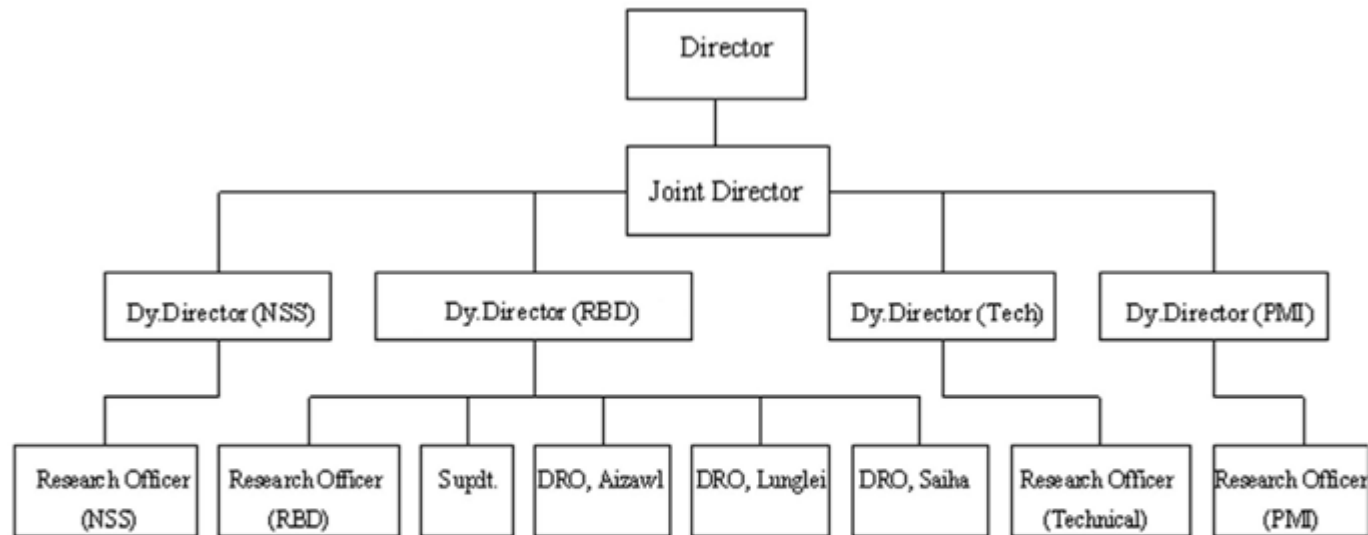 Director
Joint Director
Dy.Director (NSS)
Dy.Director (RBD)
Dy.Director (Tech)
Dy.Director (PMI)
Research Officer
(NSS)
Research Officer
(RBD)
Supdt.
DRO, Aizawl
DRO, Lunglei
DRO, Saiha
Research Officer
(Technical)
Research Officer
(PMI)